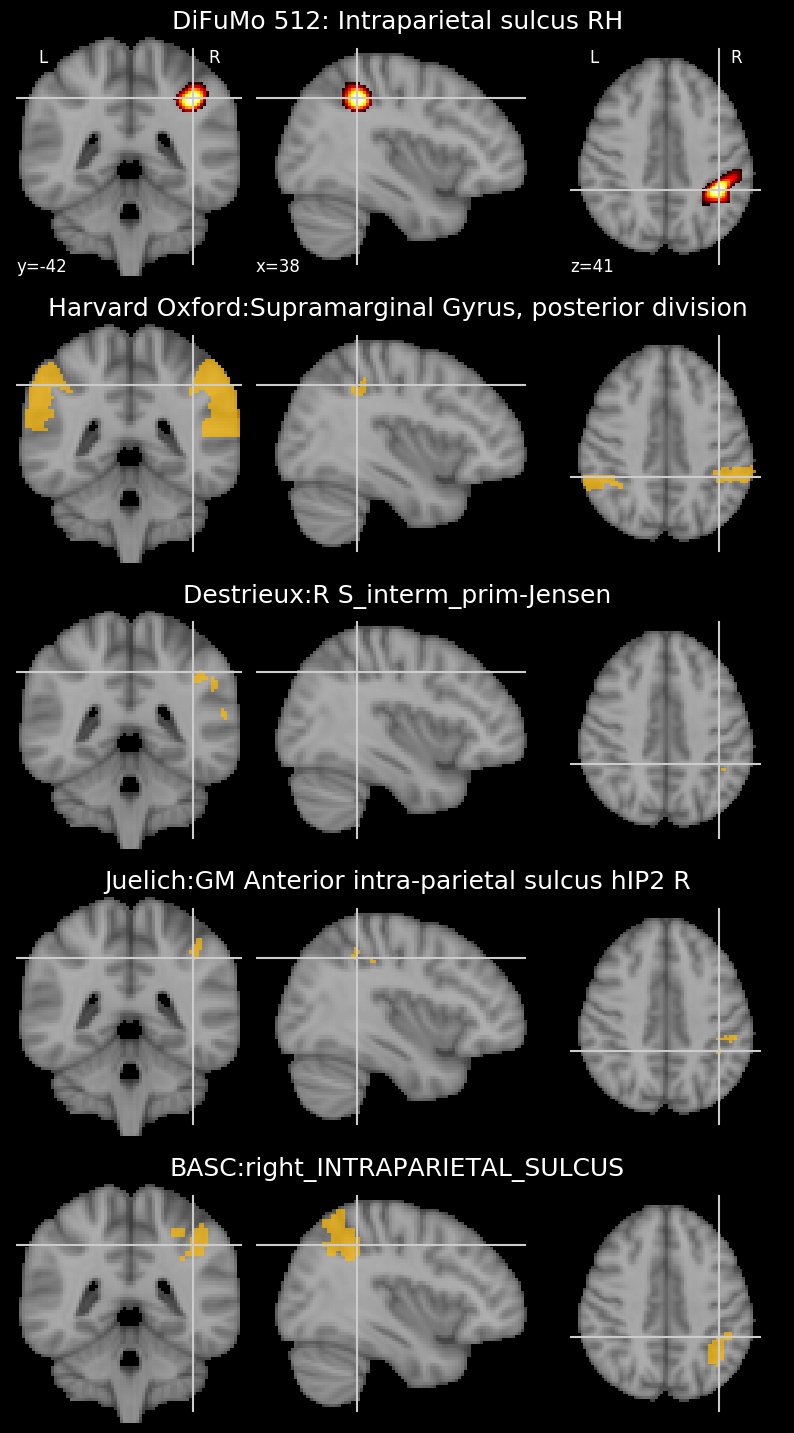 DiFuMo 512: Intraparietal sulcus RH
L R L R
y=-42 x=38 z=41
Harvard Oxford:Supramarginal Gyrus, posterior division
Destrieux:R S_interm_prim-Jensen
Juelich:GM Anterior intra-parietal sulcus hIP2 R
BASC:right_INTRAPARIETAL_SULCUS